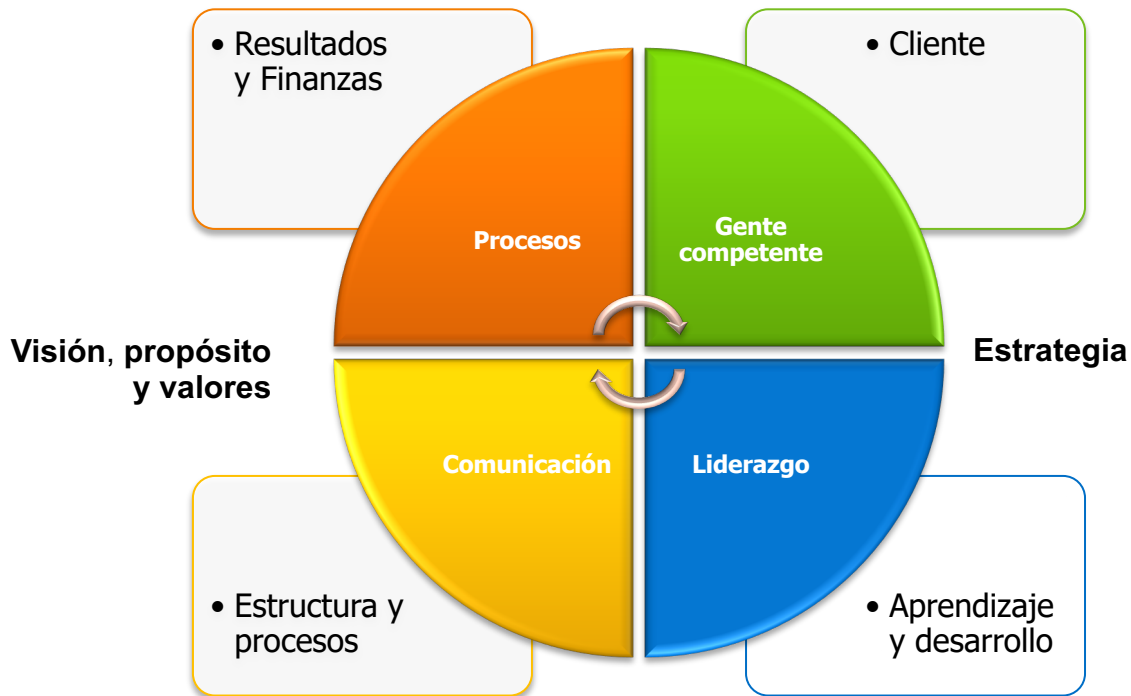 • Resultados
y Finanzas
• Cliente
Procesos
Gente
competente
Visión, propósito
y valores
Estrategia
Comunicación
Liderazgo
• Estructura y
procesos
• Aprendizaje
y desarrollo